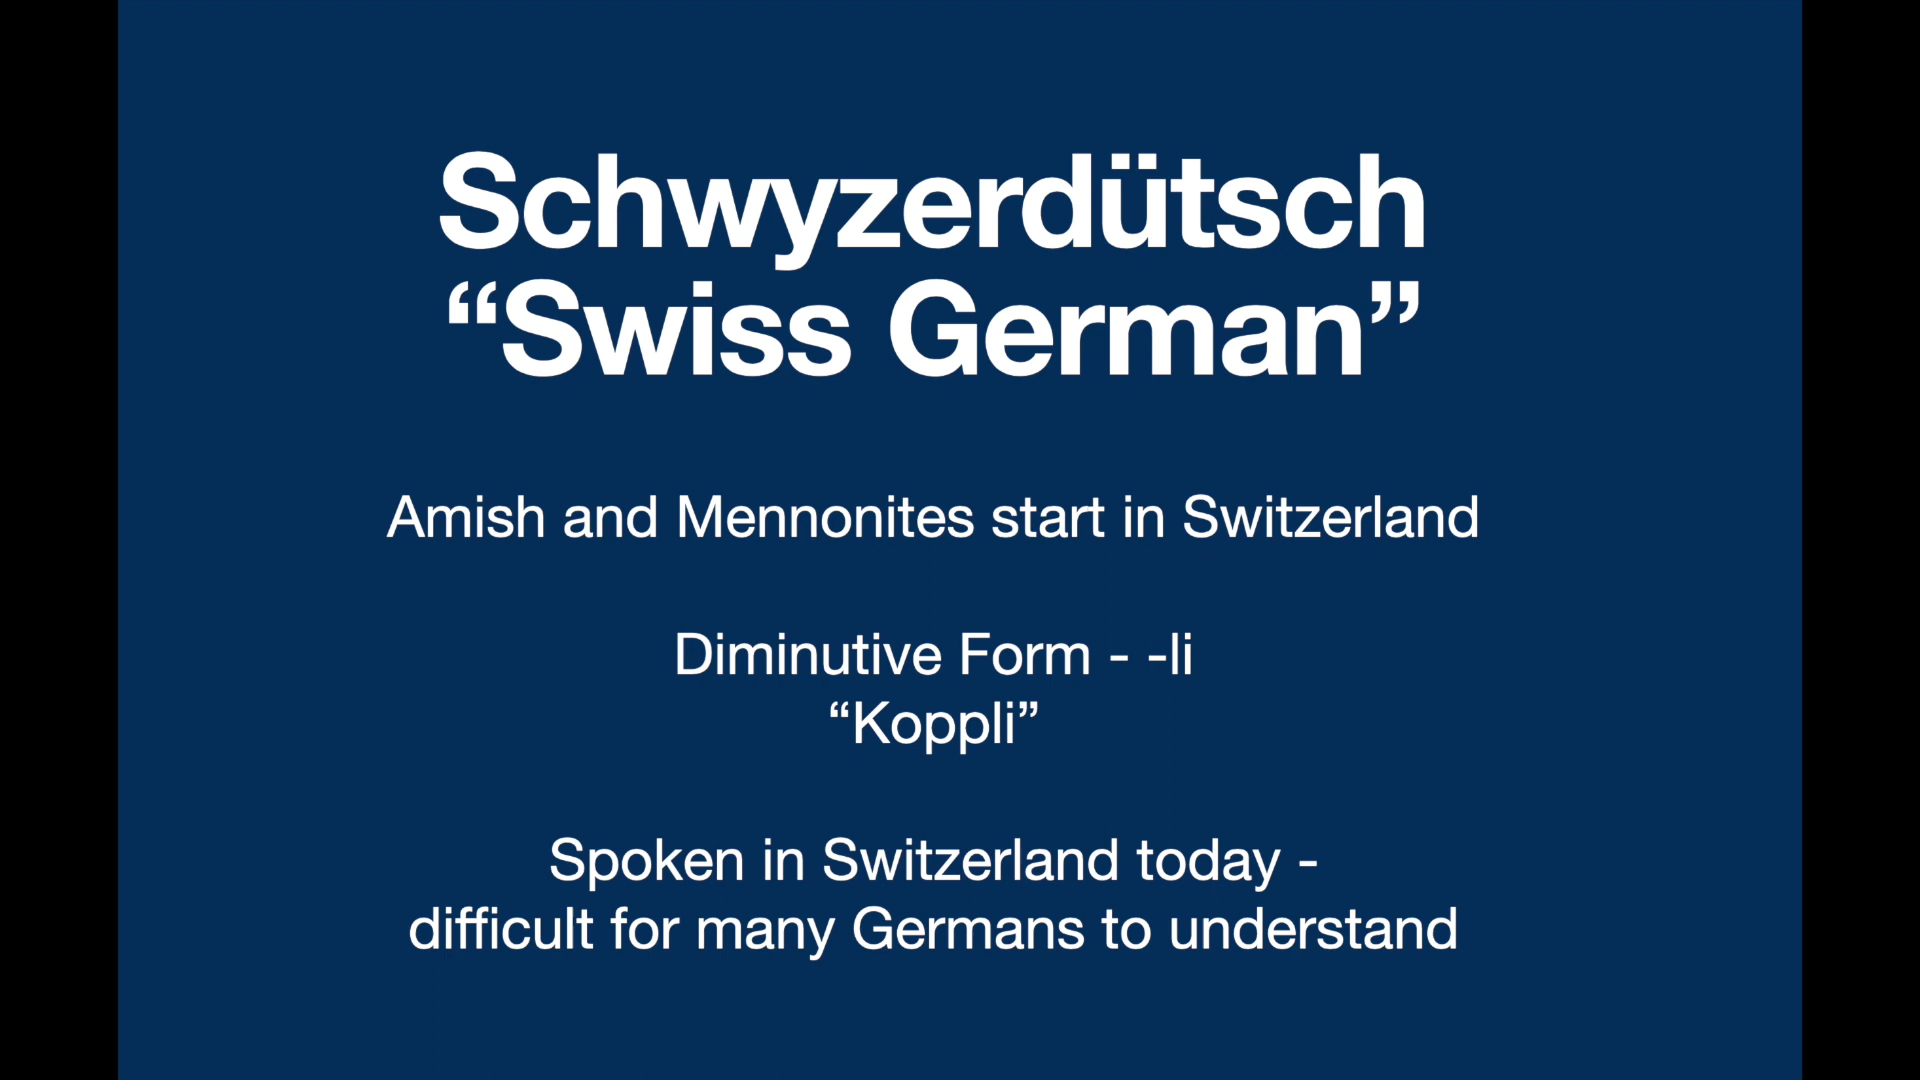 Schwyzerdütsch
“Swiss German”
Amish and Mennonites start in Switzerland
Diminutive Form - -li
“Koppli”
Spoken in Switzerland today -
difficult for many Germans to understand